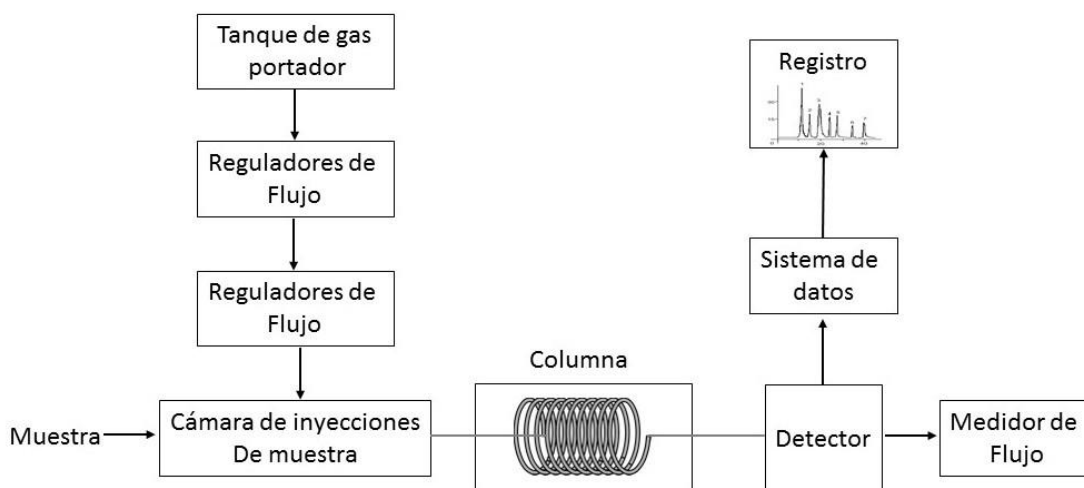 Tanque de gas
portador
Reguladores de
Flujo
Reguladores de
Flujo
Muestra
Cámara de inyecciones
De muestra
Columna
Detector
Medidor de
Flujo
Sistema de
datos
Registro